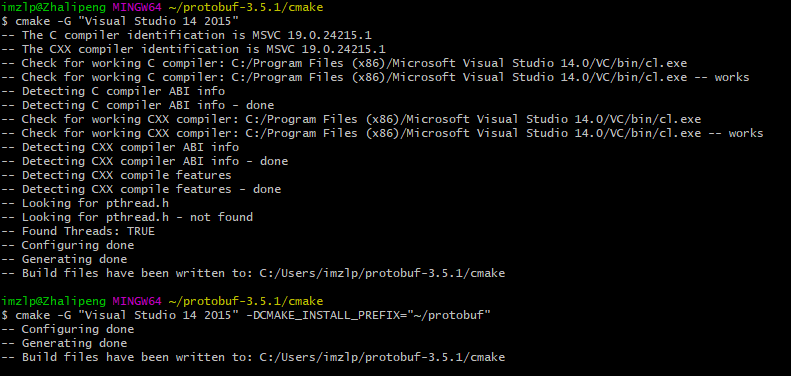 imzlp@Zhalipeng MINGW64 ~/protobuf-3.5.1/cmake
$ cmake -G "Visual Studio 14 2015"
-- The C compiler identification is MSVC 19.0.24215.1
-- The CXX compiler identification is MSVC 19.0.24215.1
-- Check for working C compiler: C:/Program Files (x86)/Microsoft Visual Studio 14.0/VC/bin/cl.exe
-- Check for working C compiler: C:/Program Files (x86)/Microsoft Visual Studio 14.0/VC/bin/cl.exe -- works
-- Detecting C compiler ABI info
-- Detecting C compiler ABI info - done
-- Check for working CXX compiler: C:/Program Files (x86)/Microsoft Visual Studio 14.0/VC/bin/cl.exe
-- Check for working CXX compiler: C:/Program Files (x86)/Microsoft Visual Studio 14.0/VC/bin/cl.exe -- works
-- Detecting CXX compiler ABI info
-- Detecting CXX compiler ABI info - done
-- Detecting CXX compile features
-- Detecting CXX compile features - done
-- Looking for pthread.h
-- Looking for pthread.h - not found
-- Found Threads: TRUE
-- Configuring done
-- Generating done
-- Build files have been written to: C:/Users/imzlp/protobuf-3.5.1/cmake
imzlp@Zhalipeng MINGW64 ~/protobuf-3.5.1/cmake
$ cmake -G "Visual Studio 14 2015" -DCMAKE_INSTALL_PREFIX="~/protobuf"
-- Configuring done
-- Generating done
-- Build files have been written to: C:/Users/imzlp/protobuf-3.5.1/cmake